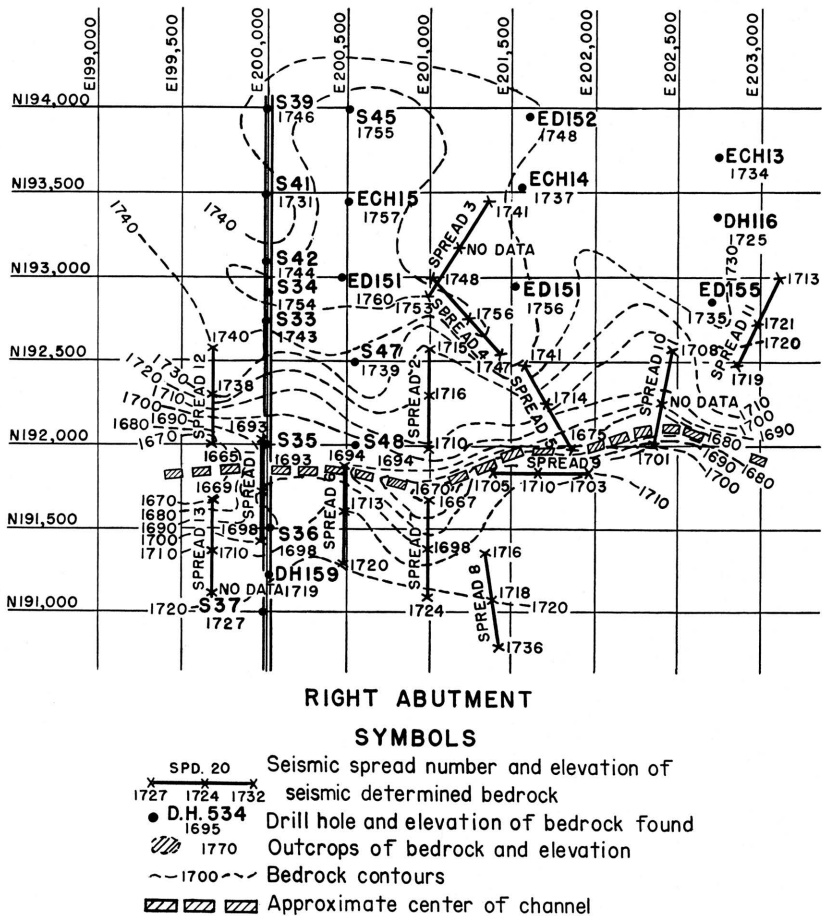 E199,000
E199,500
E200,000
E200,500
E201,000
E201,500
E202,000
E202,500
E203,000
N194,000
S39
1746
S45
1755
ED152
1748
ECH13
1734
N193,500
S41
1731
ECH15
1757
SPREAD 3
1741
ECH14
1737
DH116
1725
1740
1740
NO DATA
1730
N193,000
S42
1744
S34
1754
ED151
1760
1748
1753
ED151
1756
ED155
1735
1713
S33
1743
1756
SPREAD 4
SPREAD 11
1721
1720
1740
S47
1739
SPREAD 2
1715
1747
1741
SPREAD 10
1708
1719
N192,500
1730
1720
1710
1700
1690
1680
1670
SPREAD 12
1738
1693
1716
SPREAD 5
1714
NO DATA
1710
1700
1690
1680
N192,000
1665
S35
1693
S48
1694
1694
1710
1675
1701
1680
1690
1700
SPREAD 1
SPREAD 6
SPREAD 9
1669
1670
1705
1710
1703
1710
1670
1680
1690
1700
1710
SPREAD 13
1698
1713
1667
N191,500
S36
1698
1710
1720
1698
1716
DH159
1719
NO DATA
SPREAD 8
1718
1720
N191,000
1720
S37
1727
1724
1736
RIGHT ABUTMENT
SYMBOLS
SPD. 20
1727 1724 1732
Seismic spread number and elevation of
seismic determined bedrock
D.H. 534
1695
Drill hole and elevation of bedrock found
1770
Outcrops of bedrock and elevation
1700
Bedrock contours
Approximate center of channel